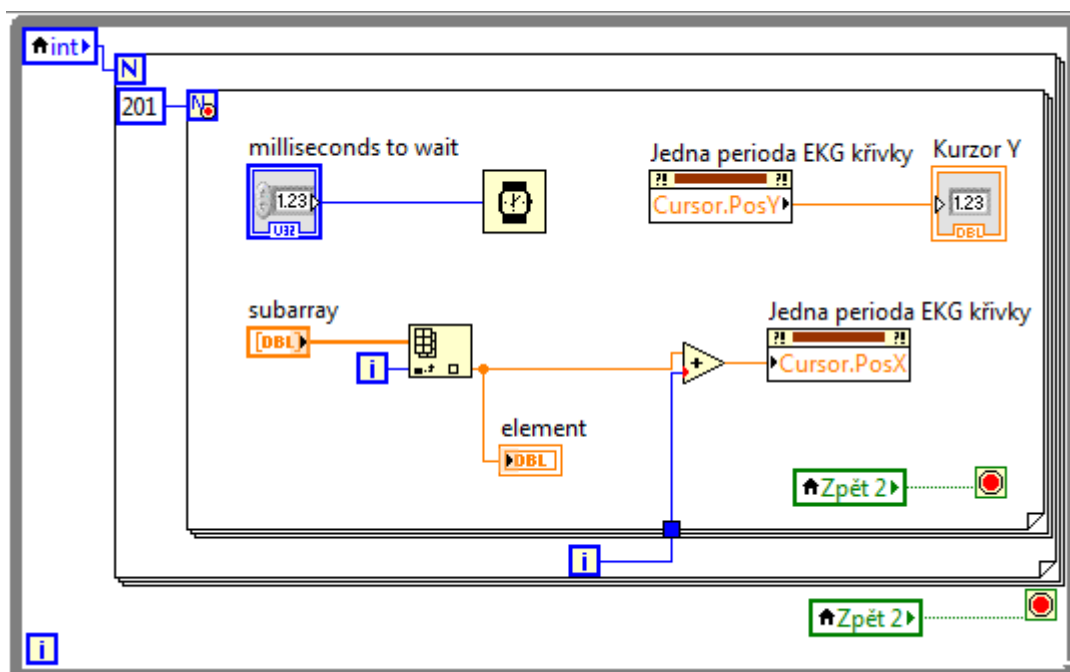 int
N
201
N
milliseconds to wait
1.23
U32
Jedna perioda EKG křivky
?! ?!
Cursor.PosY
Kurzor Y
1.23
DBL
subarray
[DBL]
i
element
DBL
+
Jedna perioda EKG křivky
?! ?!
Cursor.PosX
Zpět 2
i
Zpět 2
i